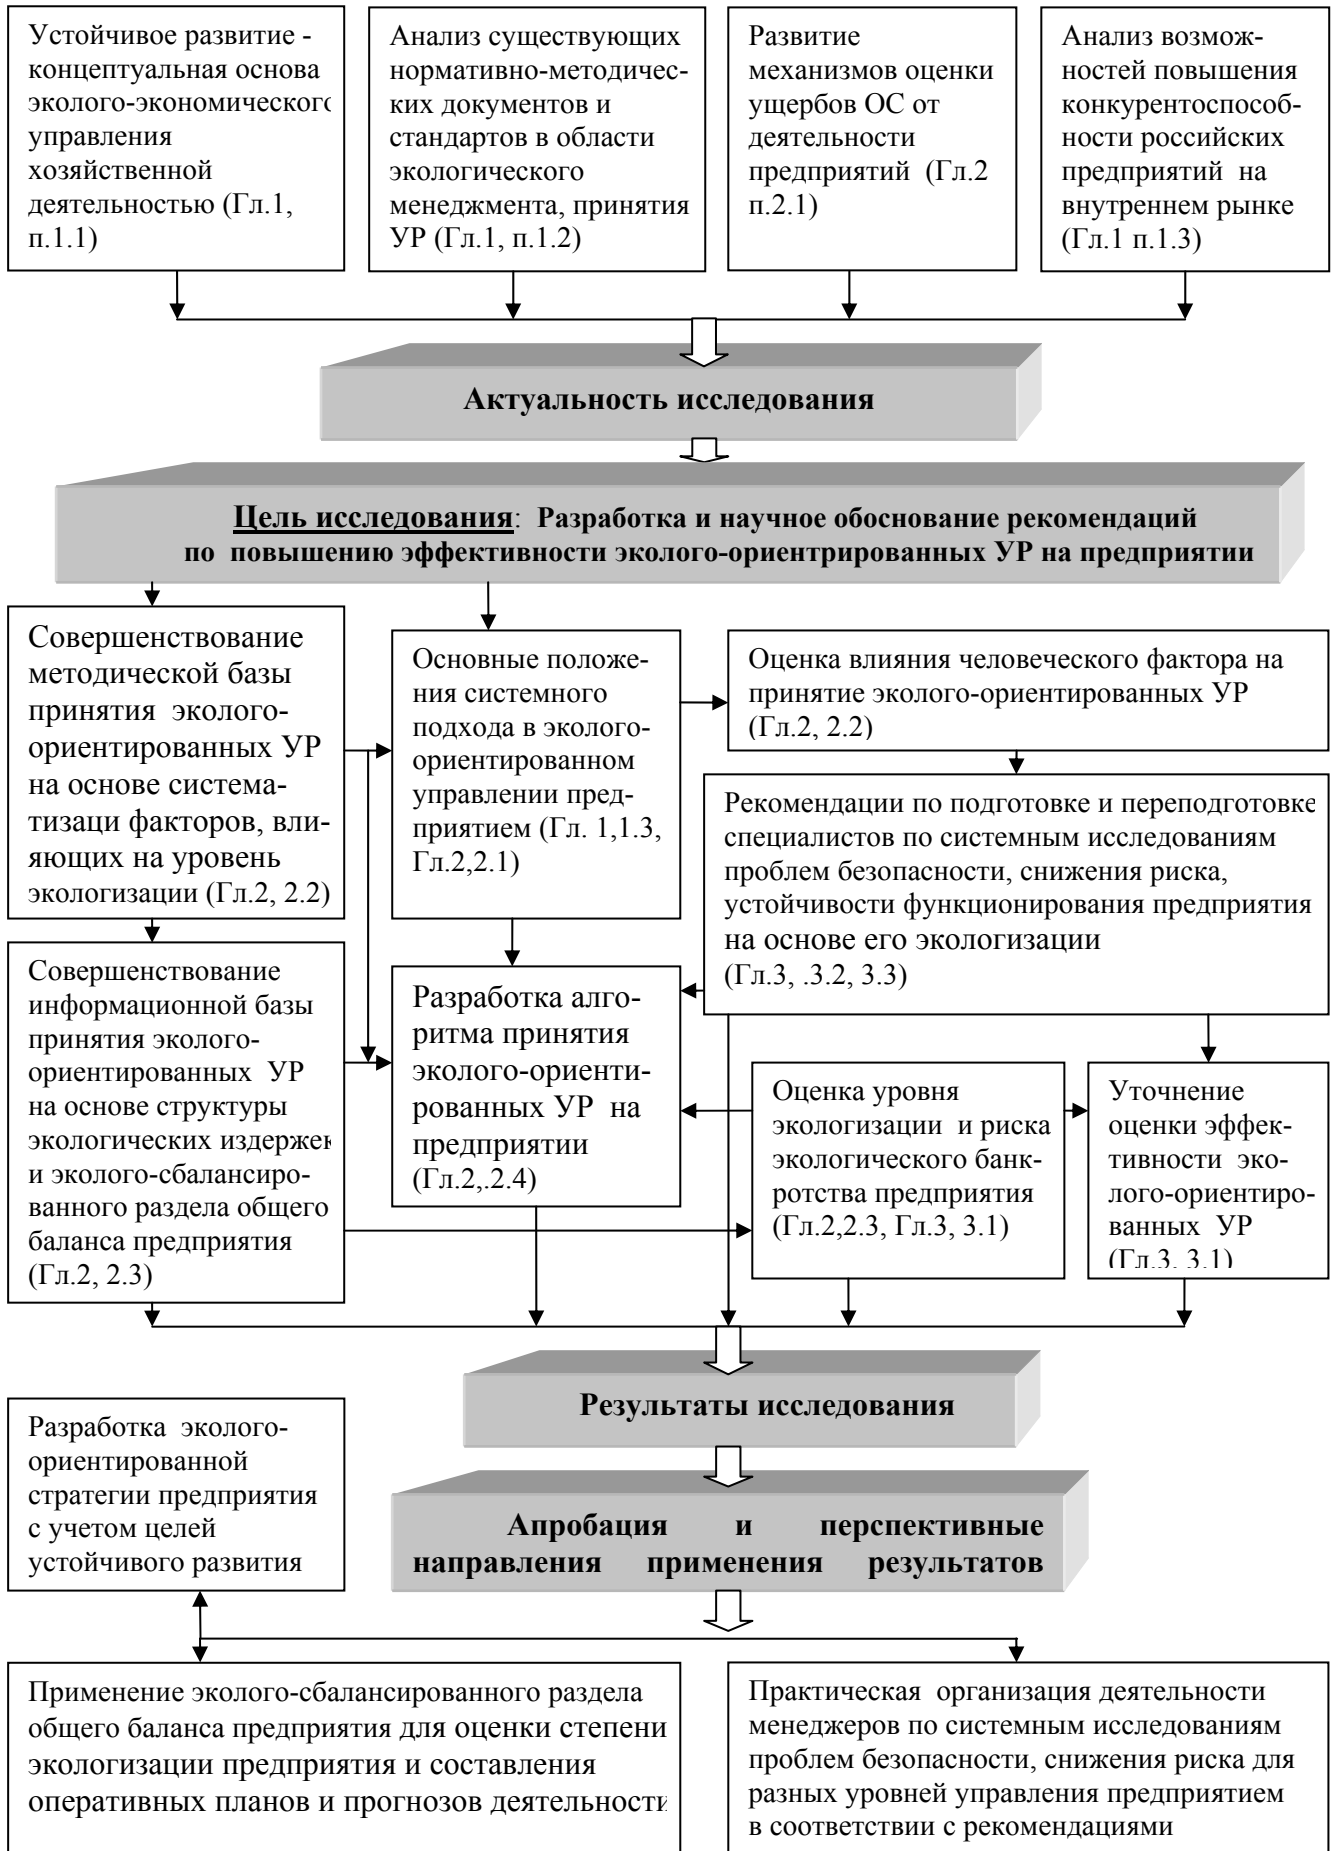 Устойчивое развитие -
концептуальная основа
эколого-экономического
управления
хозяйственной
деятельностью (Гл.1,
п.1.1)
Анализ существующих
нормативно-методичес-
ких документов и
стандартов в области
экологического
менеджмента, принятия
УР (Гл.1, п.1.2)
Развитие
механизмов оценки
ущербов ОС от
деятельности
предприятий (Гл.2
п.2.1)
Анализ возмож-
ностей повышения
конкурентоспособ-
ности российских
предприятий на
внутреннем рынке
(Гл.1 п.1.3)
Актуальность исследования
Цель исследования: Разработка и научное обоснование рекомендаций
по повышению эффективности эколого-ориентрированных УР на предприятии
Совершенствование
методической базы
принятия эколого-
ориентированных УР
на основе система-
тизаци факторов, вли-
яющих на уровень
экологизации (Гл.2, 2.2)
Основные положе-
ния системного
подхода в эколого-
ориентированном
управлении пред-
приятием (Гл. 1,1.3,
Гл.2,2.1)
Оценка влияния человеческого фактора на
принятие эколого-ориентированных УР
(Гл.2, 2.2)
Рекомендации по подготовке и переподготовке
специалистов по системным исследованиям
проблем безопасности, снижения риска,
устойчивости функционирования предприятия
на основе его экологизации
(Гл.3, .3.2, 3.3)
Совершенствование
информационной базы
принятия эколого-
ориентированных УР
на основе структуры
экологических издержек
и эколого-сбалансиро-
ванного раздела общего
баланса предприятия
(Гл.2, 2.3)
Разработка алго-
ритма принятия
эколого-ориенти-
рованных УР на
предприятии
(Гл.2,.2.4)
Оценка уровня
экологизации и риска
экологического банк-
ротства предприятия
(Гл.2,2.3, Гл.3, 3.1)
Уточнение
оценки эффек-
тивности эко-
лого-ориентиро-
ванных УР
(Гл.3, 3.1)
Результаты исследования
Разработка эколого-
ориентированной
стратегии предприятия
с учетом целей
устойчивого развития
Апробация и перспективные
направления применения результатов
Применение эколого-сбалансированного раздела
общего баланса предприятия для оценки степени
экологизации предприятия и составления
оперативных планов и прогнозов деятельности
Практическая организация деятельности
менеджеров по системным исследованиям
проблем безопасности, снижения риска для
разных уровней управления предприятием
в соответствии с рекомендациями